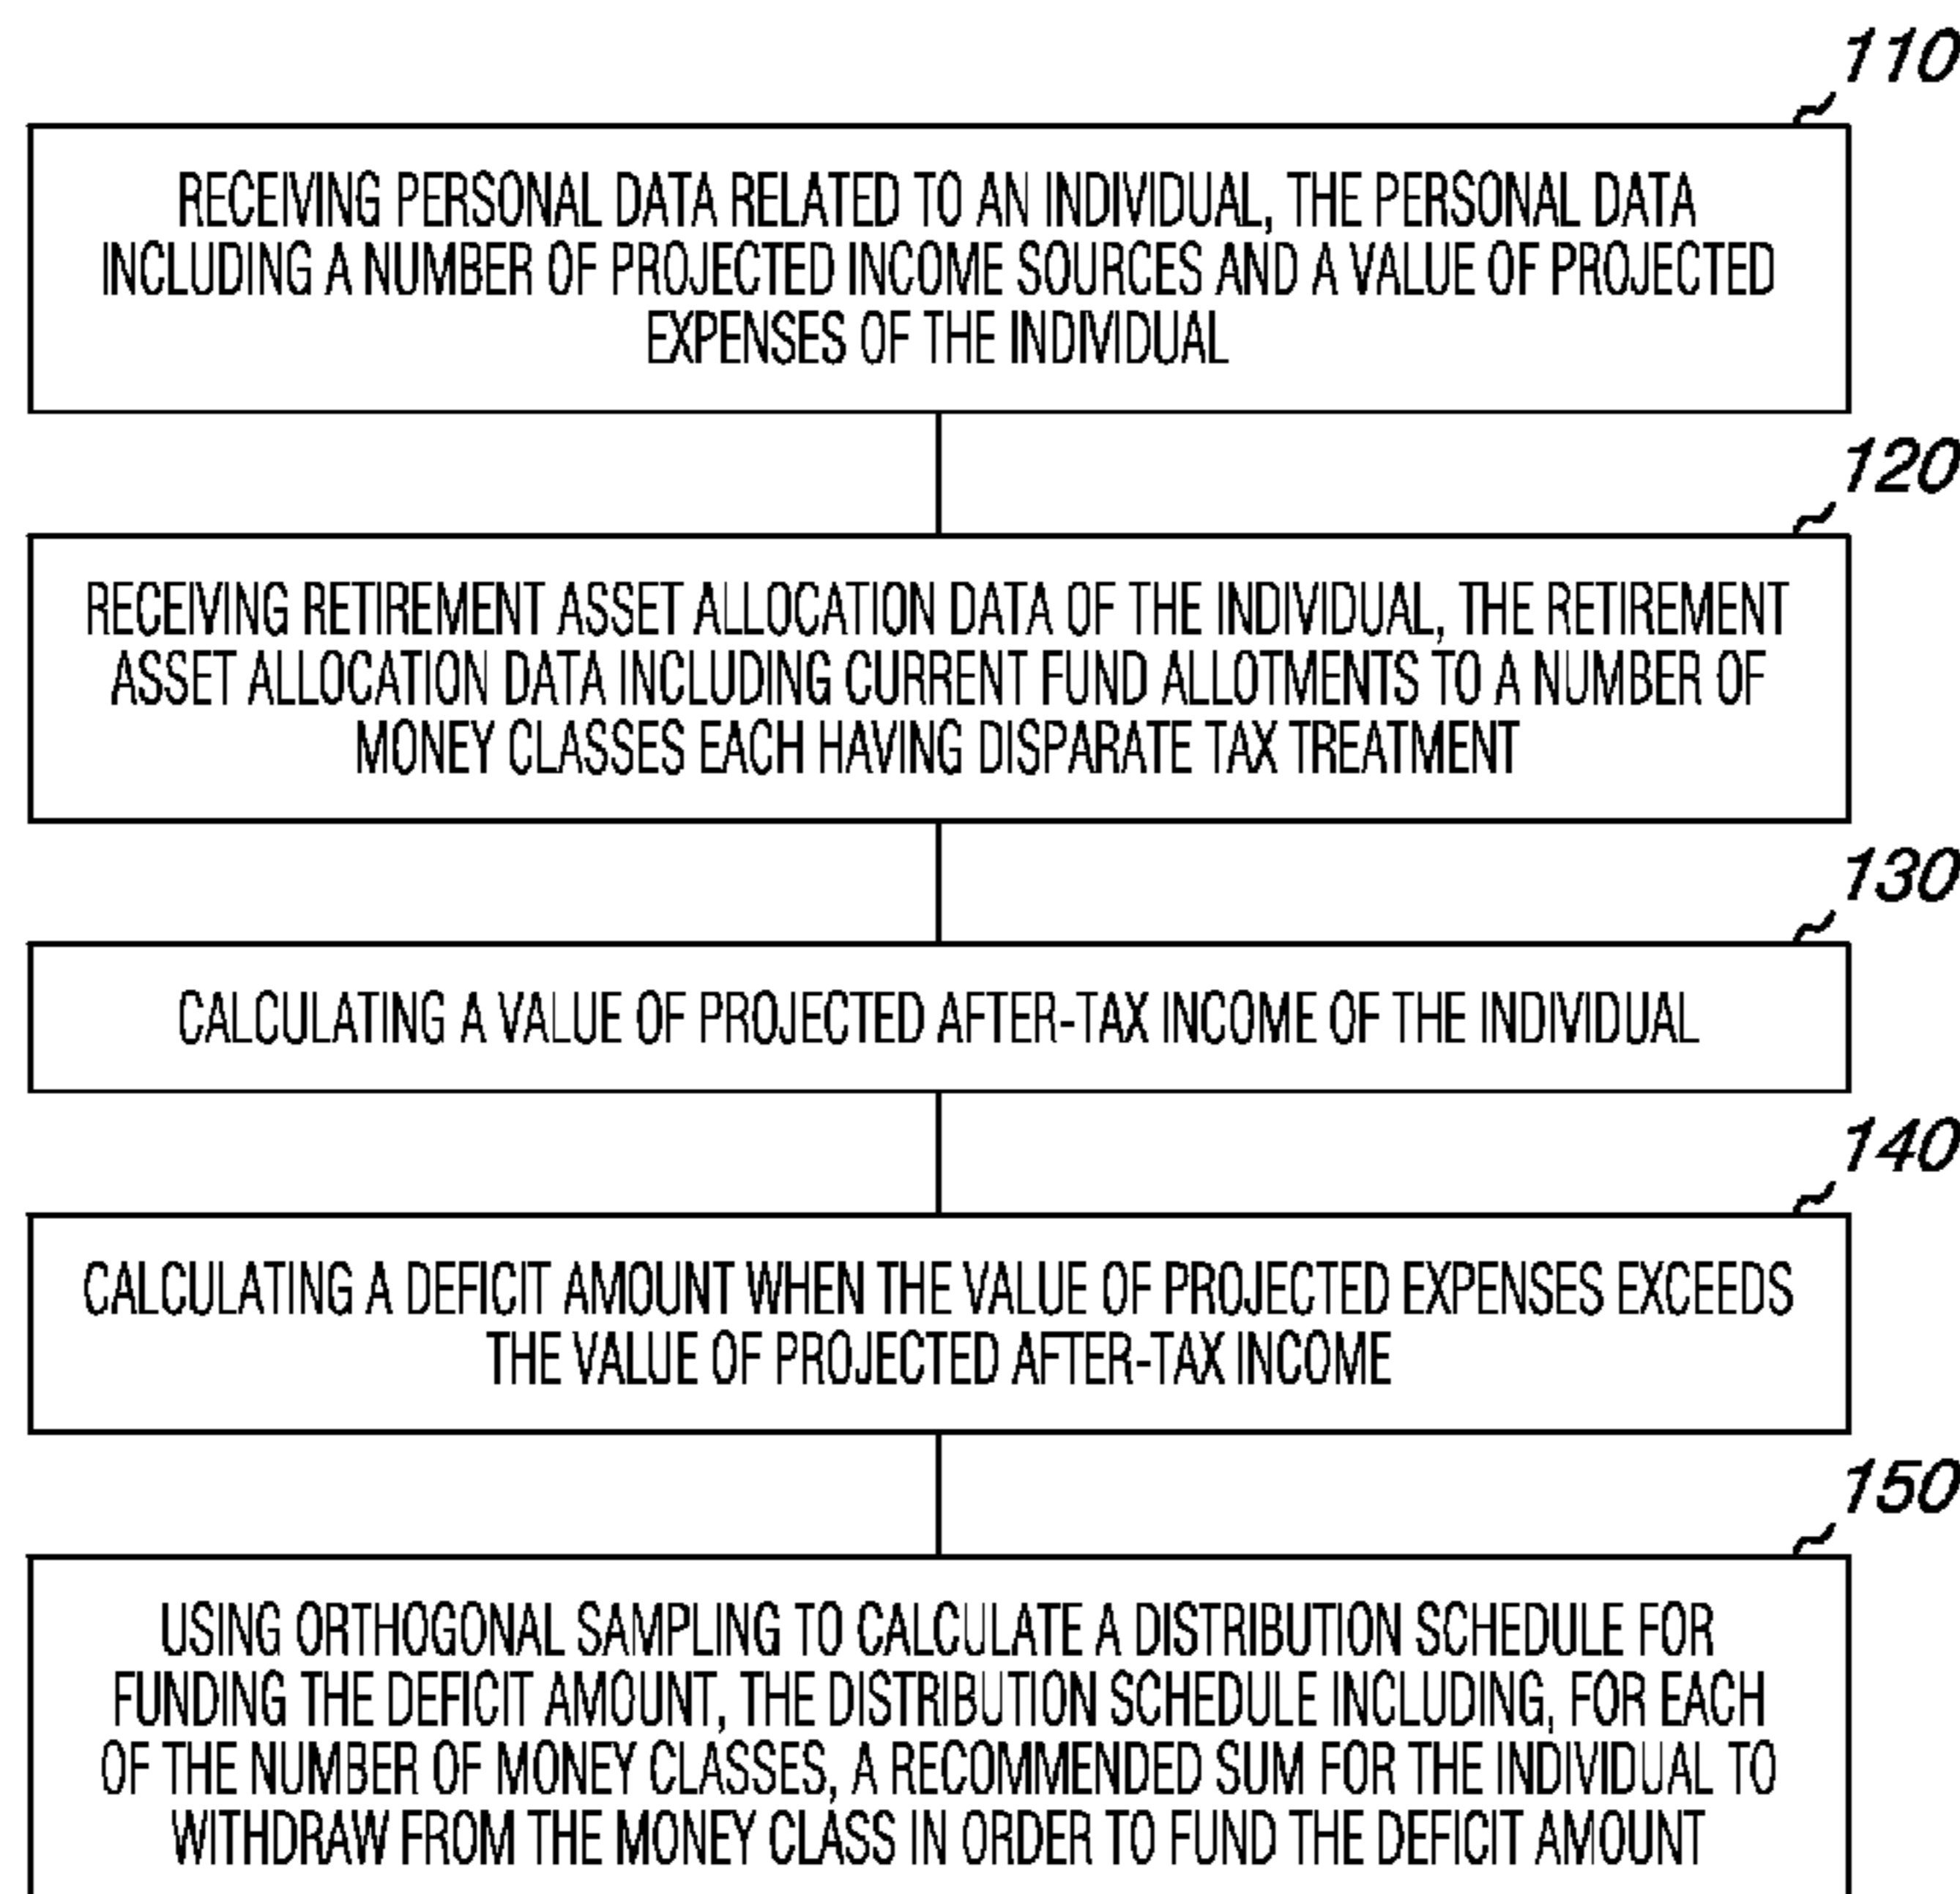 110
RECEIVING PERSONAL DATA RELATED TO AN INDIVIDUAL, THE PERSONAL DATA
INCLUDING A NUMBER OF PROJECTED INCOME SOURCES AND A VALUE OF PROJECTED
EXPENSES OF THE INDIVIDUAL
120
RECEIVING RETIREMENT ASSET ALLOCATION DATA OF THE INDIVIDUAL, THE RETIREMENT
ASSET ALLOCATION DATA INCLUDING CURRENT FUND ALLOTMENTS TO A NUMBER OF
MONEY CLASSES EACH HAVING DISPARATE TAX TREATMENT
130
CALCULATING A VALUE OF PROJECTED AFTER-TAX INCOME OF THE INDIVIDUAL
140
CALCULATING A DEFICIT AMOUNT WHEN THE VALUE OF PROJECTED EXPENSES EXCEEDS
THE VALUE OF PROJECTED AFTER-TAX INCOME
150
USING ORTHOGONAL SAMPLING TO CALCULATE A DISTRIBUTION SCHEDULE FOR
FUNDING THE DEFICIT AMOUNT, THE DISTRIBUTION SCHEDULE INCLUDING, FOR EACH
OF THE NUMBER OF MONEY CLASSES, A RECOMMENDED SUM FOR THE INDIVIDUAL TO
WITHDRAW FROM THE MONEY CLASS IN ORDER TO FUND THE DEFICIT AMOUNT